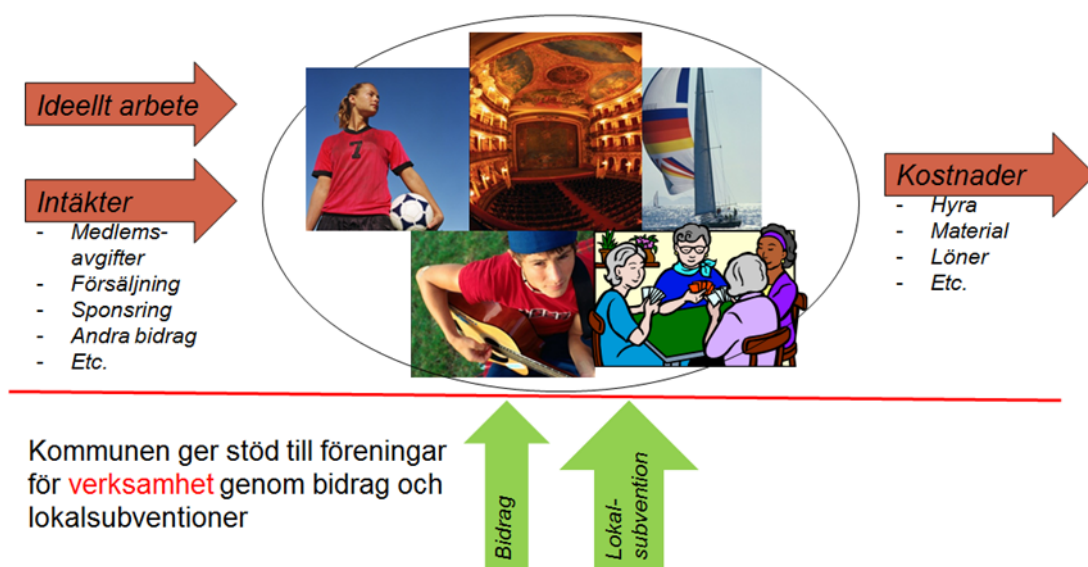 Ideellt arbete
Intäkter
- Medlems-
avgifter
- Försäljning
- Sponsring
- Andra bidrag
- Etc.
7
Kostnader
- Hyra
- Material
- Löner
- Etc.
Kommunen ger stöd till föreningar
för verksamhet genom bidrag och
lokalsubventioner
Bidrag
Lokal-
subvention